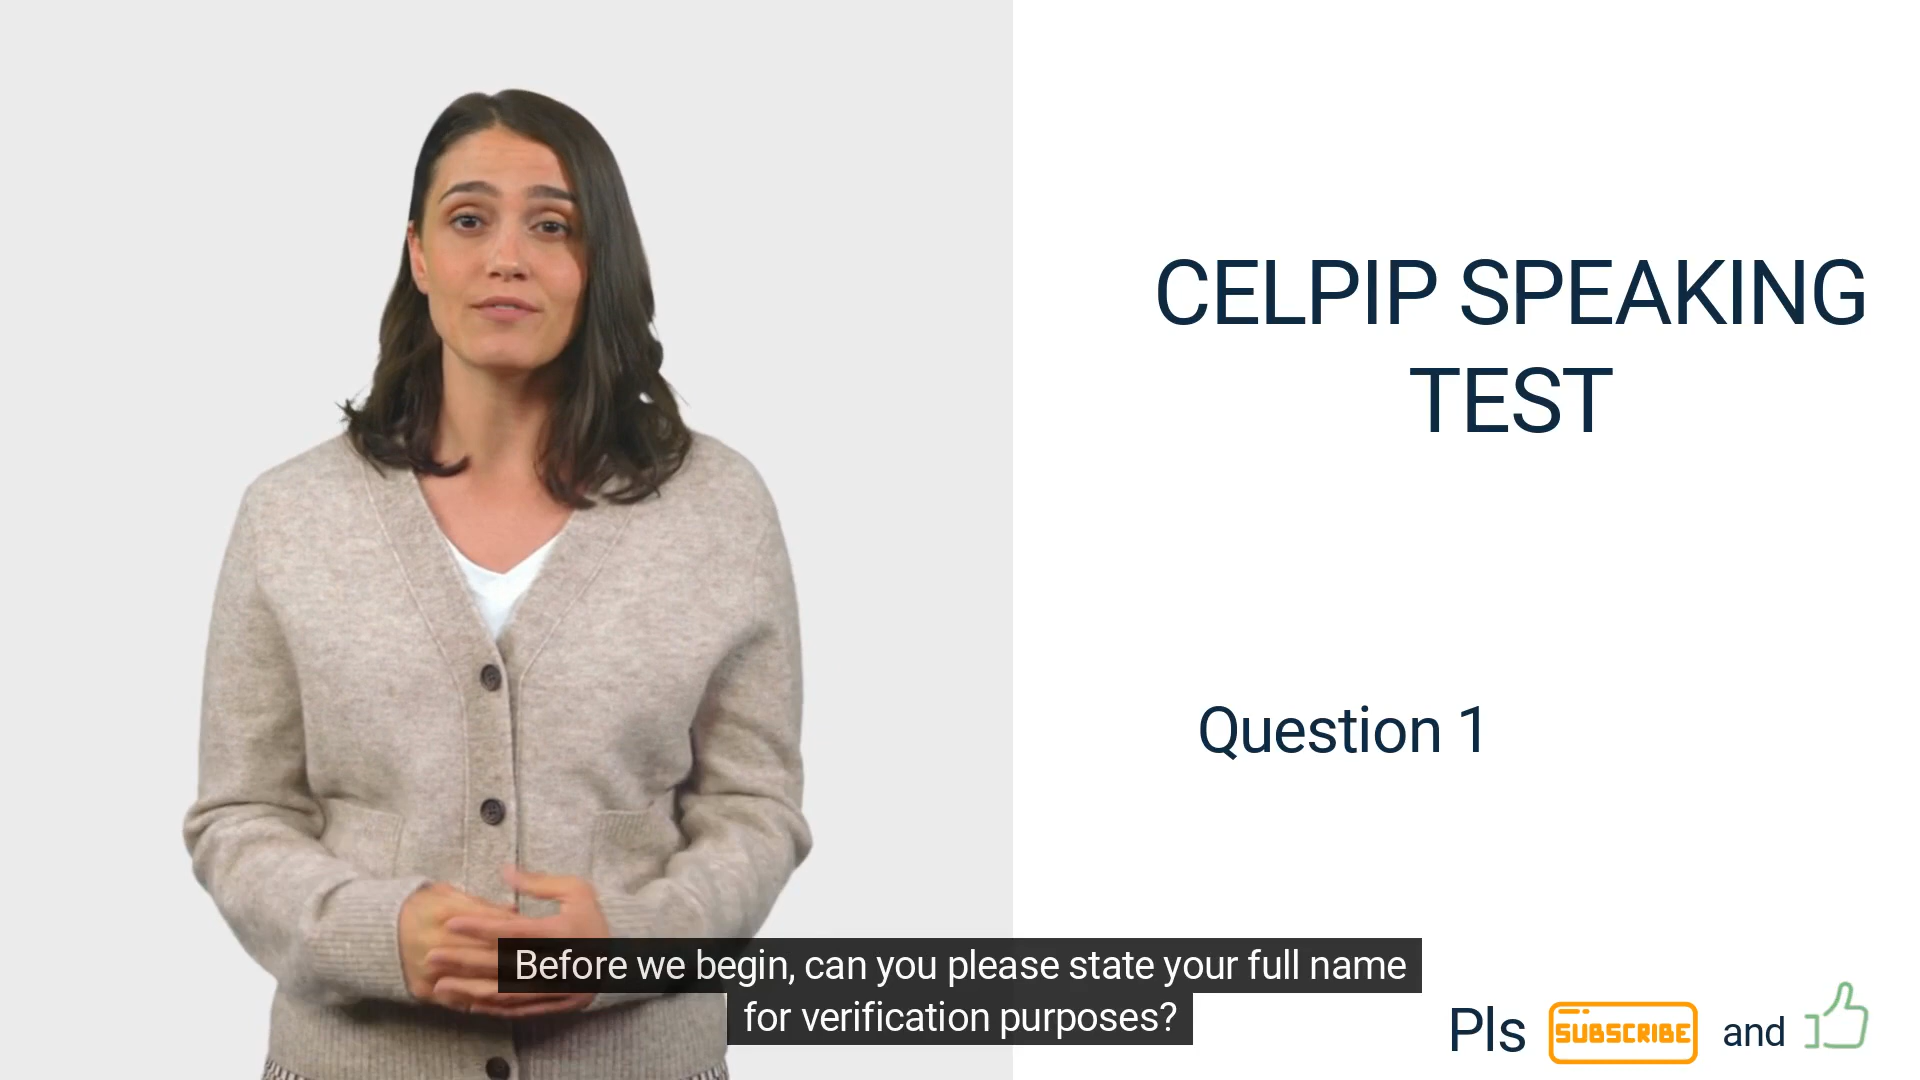 CELPIP SPEAKING
TEST
Question 1
Before we begin, can you please state your full name
for verification purposes?
Pls SUBSCRIBE and